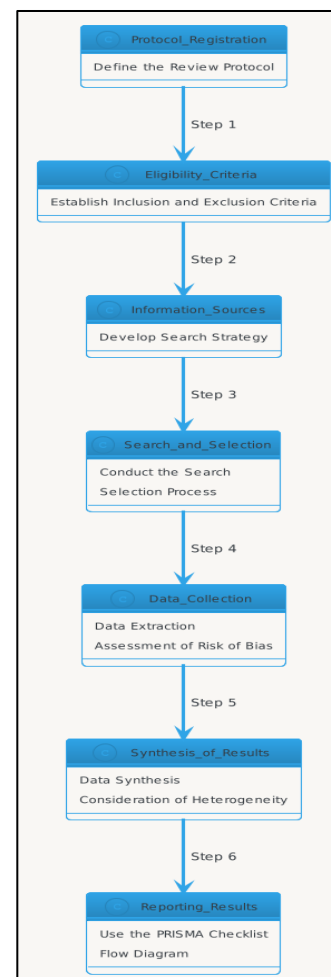 Protocol_Registration
Define the Review Protocol
Step 1
Eligibility_Criteria
Establish Inclusion and Exclusion Criteria
Step 2
Information_Sources
Develop Search Strategy
Step 3
Search_and_Selection
Conduct the Search
Selection Process
Step 4
Data_Collection
Data Extraction
Assessment of Risk of Bias
Step 5
Synthesis_of_Results
Data Synthesis
Consideration of Heterogeneity
Step 6
Reporting_Results
Use the PRISMA Checklist
Flow Diagram